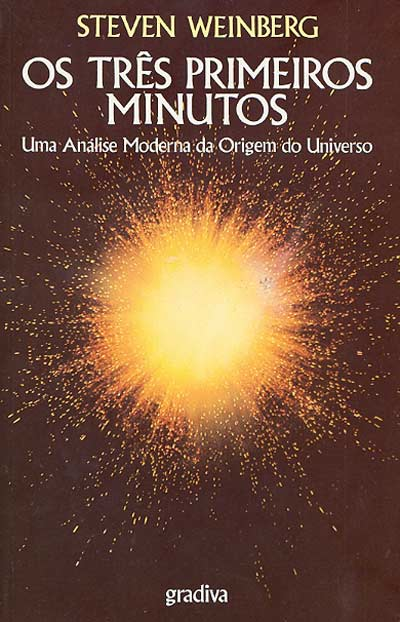 STEVEN WEINBERG
OS TRÊS PRIMEIROS
MINUTOS
Uma Análise Moderna da Origem do Universo
gradiva